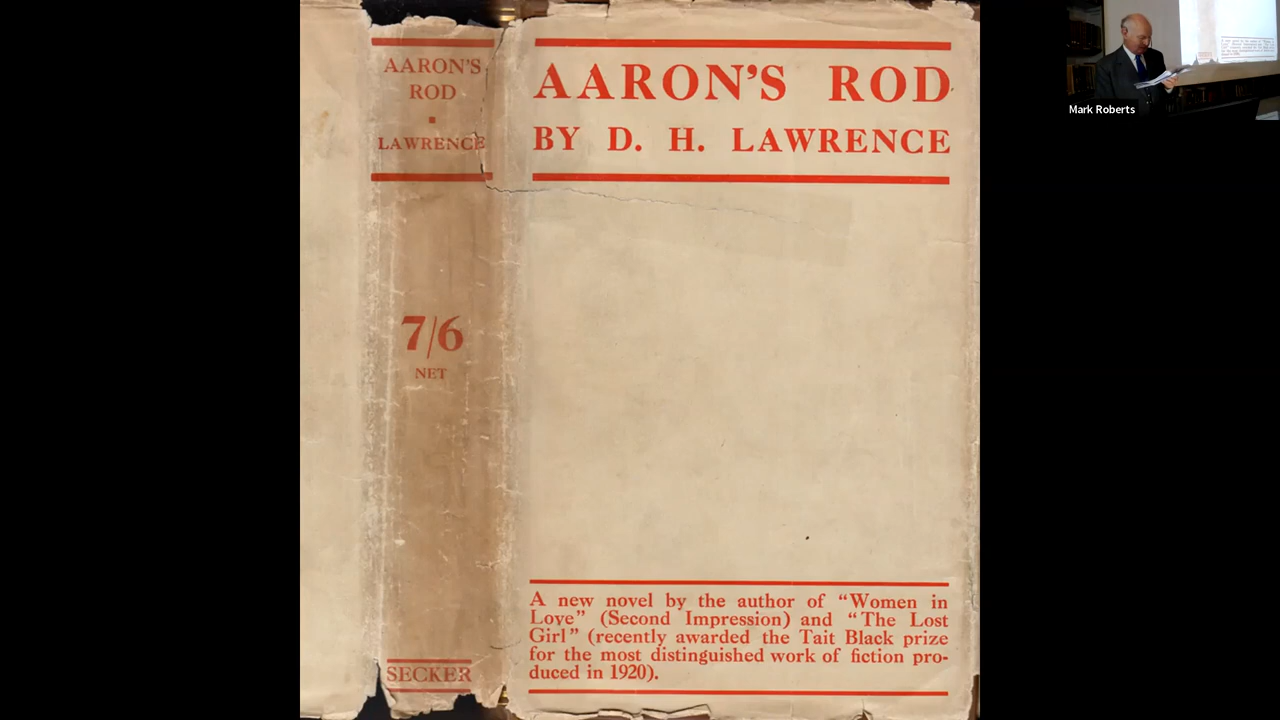 AARON'S
ROD
LAWRENCE
7/6
NET
SECKER
AARON'S ROD
BY D. H. LAWRENCE
A new novel by the author of “Women in
Love” (Second Impression) and “The Lost
Girl” (recently awarded the Tait Black prize
for the most distinguished work of fiction pro-
duced in 1920).
Mark Roberts